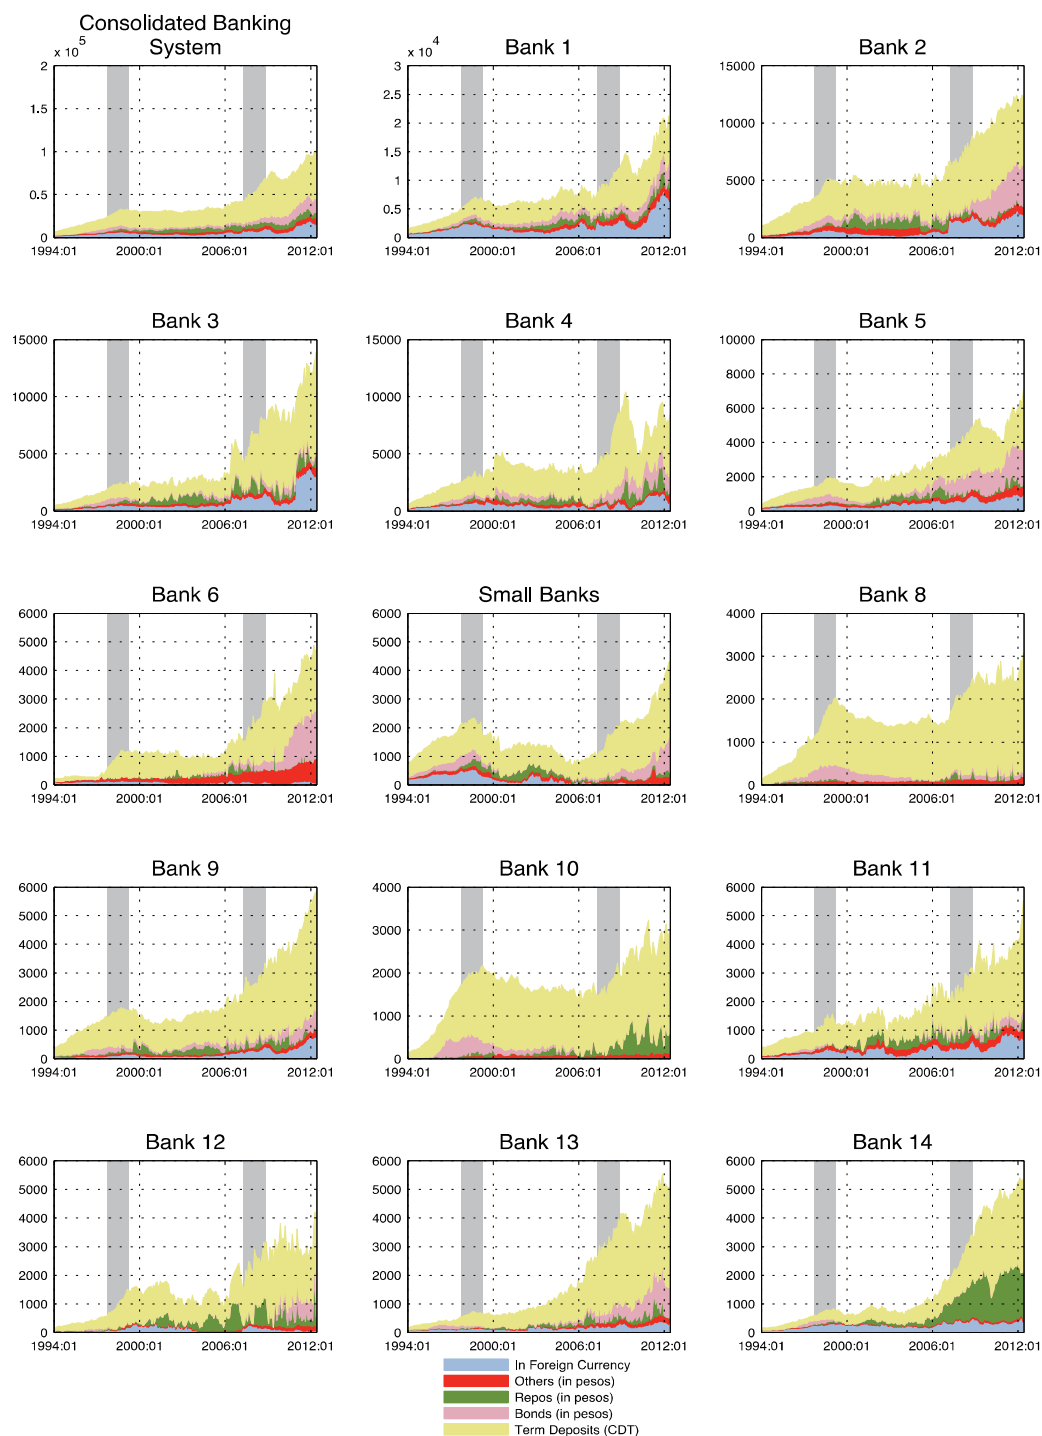 Consolidated Banking
System
Bank 1
Bank 2
x 10^5
x 10^4
2
1.5
1
0.5
0
1994:01 2000:01 2006:01 2012:01
3
2.5
2
1.5
1
0.5
0
1994:01 2000:01 2006:01 2012:01
15000
10000
5000
0
1994:01 2000:01 2006:01 2012:01
Bank 3
15000
10000
5000
0
1994:01 2000:01 2006:01 2012:01
Bank 4
15000
10000
5000
0
1994:01 2000:01 2006:01 2012:01
Bank 5
10000
8000
6000
4000
2000
0
1994:01 2000:01 2006:01 2012:01
Bank 6
6000
5000
4000
3000
2000
1000
0
1994:01 2000:01 2006:01 2012:01
Small Banks
6000
5000
4000
3000
2000
1000
0
1994:01 2000:01 2006:01 2012:01
Bank 8
4000
3000
2000
1000
0
1994:01 2000:01 2006:01 2012:01
Bank 9
6000
5000
4000
3000
2000
1000
0
1994:01 2000:01 2006:01 2012:01
Bank 10
4000
3000
2000
1000
0
1994:01 2000:01 2006:01 2012:01
Bank 11
6000
5000
4000
3000
2000
1000
0
1994:01 2000:01 2006:01 2012:01
Bank 12
6000
5000
4000
3000
2000
1000
0
1994:01 2000:01 2006:01 2012:01
Bank 13
6000
5000
4000
3000
2000
1000
0
1994:01 2000:01 2006:01 2012:01
Bank 14
6000
5000
4000
3000
2000
1000
0
1994:01 2000:01 2006:01 2012:01
In Foreign Currency
Others (in pesos)
Repos (in pesos)
Bonds (in pesos)
Term Deposits (CDT)